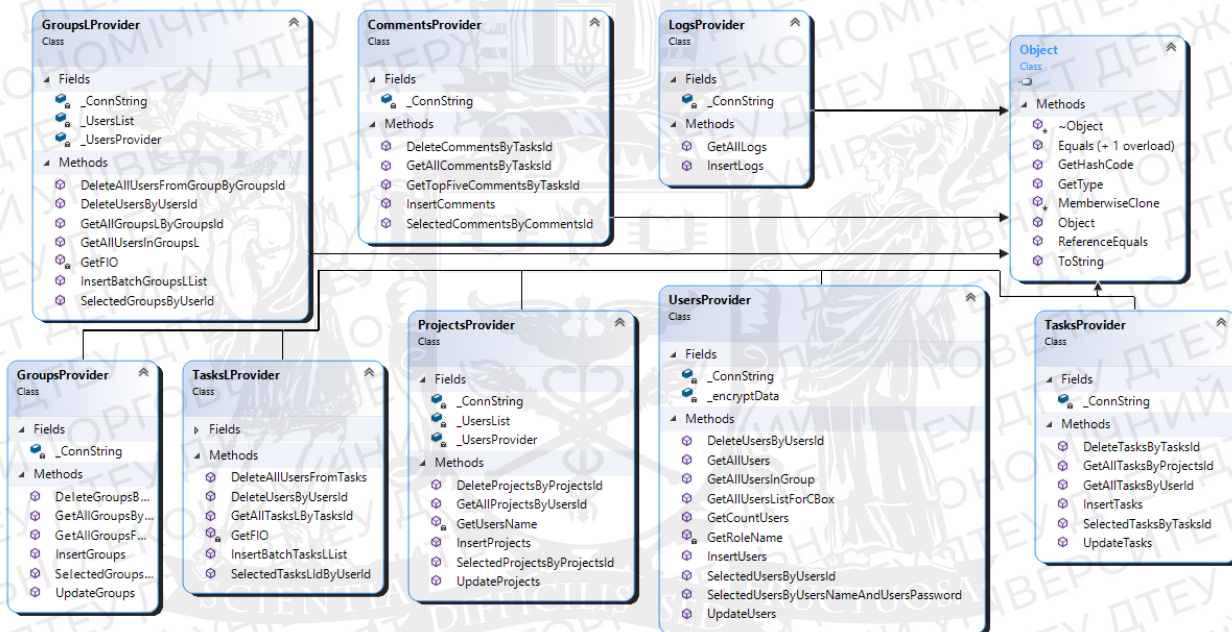 GroupsLProvider
Class
Fields
_ConnString
_UsersList
_UsersProvider
Methods
DeleteAllUsersFromGroupByGroupsId
DeleteUsersByUsersId
GetAllGroupsLByGroupsId
GetAllUsersInGroupsL
GetFIO
InsertBatchGroupsLList
SelectedGroupsByUserId
CommentsProvider
Class
Fields
_ConnString
Methods
DeleteCommentsByTasksId
GetAllCommentsByTasksId
GetTopFiveCommentsByTasksId
InsertComments
SelectedCommentsByCommentsId
LogsProvider
Class
Fields
_ConnString
Methods
GetAllLogs
InsertLogs
Object
Class
Methods
~Object
Equals (+ 1 overload)
GetHashCode
GetType
MemberwiseClone
Object
ReferenceEquals
ToString
GroupsProvider
Class
Fields
_ConnString
Methods
DeleteGroupsB...
GetAllGroupsBy...
GetAllGroupsF...
InsertGroups
SelectedGroups...
UpdateGroups
TasksLProvider
Class
Fields
Methods
DeleteAllUsersFromTasks
DeleteUsersByUsersId
GetAllTasksLByTasksId
GetFIO
InsertBatchTasksLList
SelectedTasksLIdByUserId
ProjectsProvider
Class
Fields
_ConnString
_UsersList
_UsersProvider
Methods
DeleteProjectsByProjectsId
GetAllProjectsByUsersId
GetUsersName
InsertProjects
SelectedProjectsByProjectsId
UpdateProjects
UsersProvider
Class
Fields
_ConnString
_encryptData
Methods
DeleteUsersByUsersId
GetAllUsers
GetAllUsersInGroup
GetAllUsersListForCBox
GetCountUsers
GetRoleName
InsertUsers
SelectedUsersByUsersId
SelectedUsersByUsersNameAndUsersPassword
UpdateUsers
TasksProvider
Class
Fields
_ConnString
Methods
DeleteTasksByTasksId
GetAllTasksByProjectsId
GetAllTasksByUserId
InsertTasks
SelectedTasksByTasksId
UpdateTasks